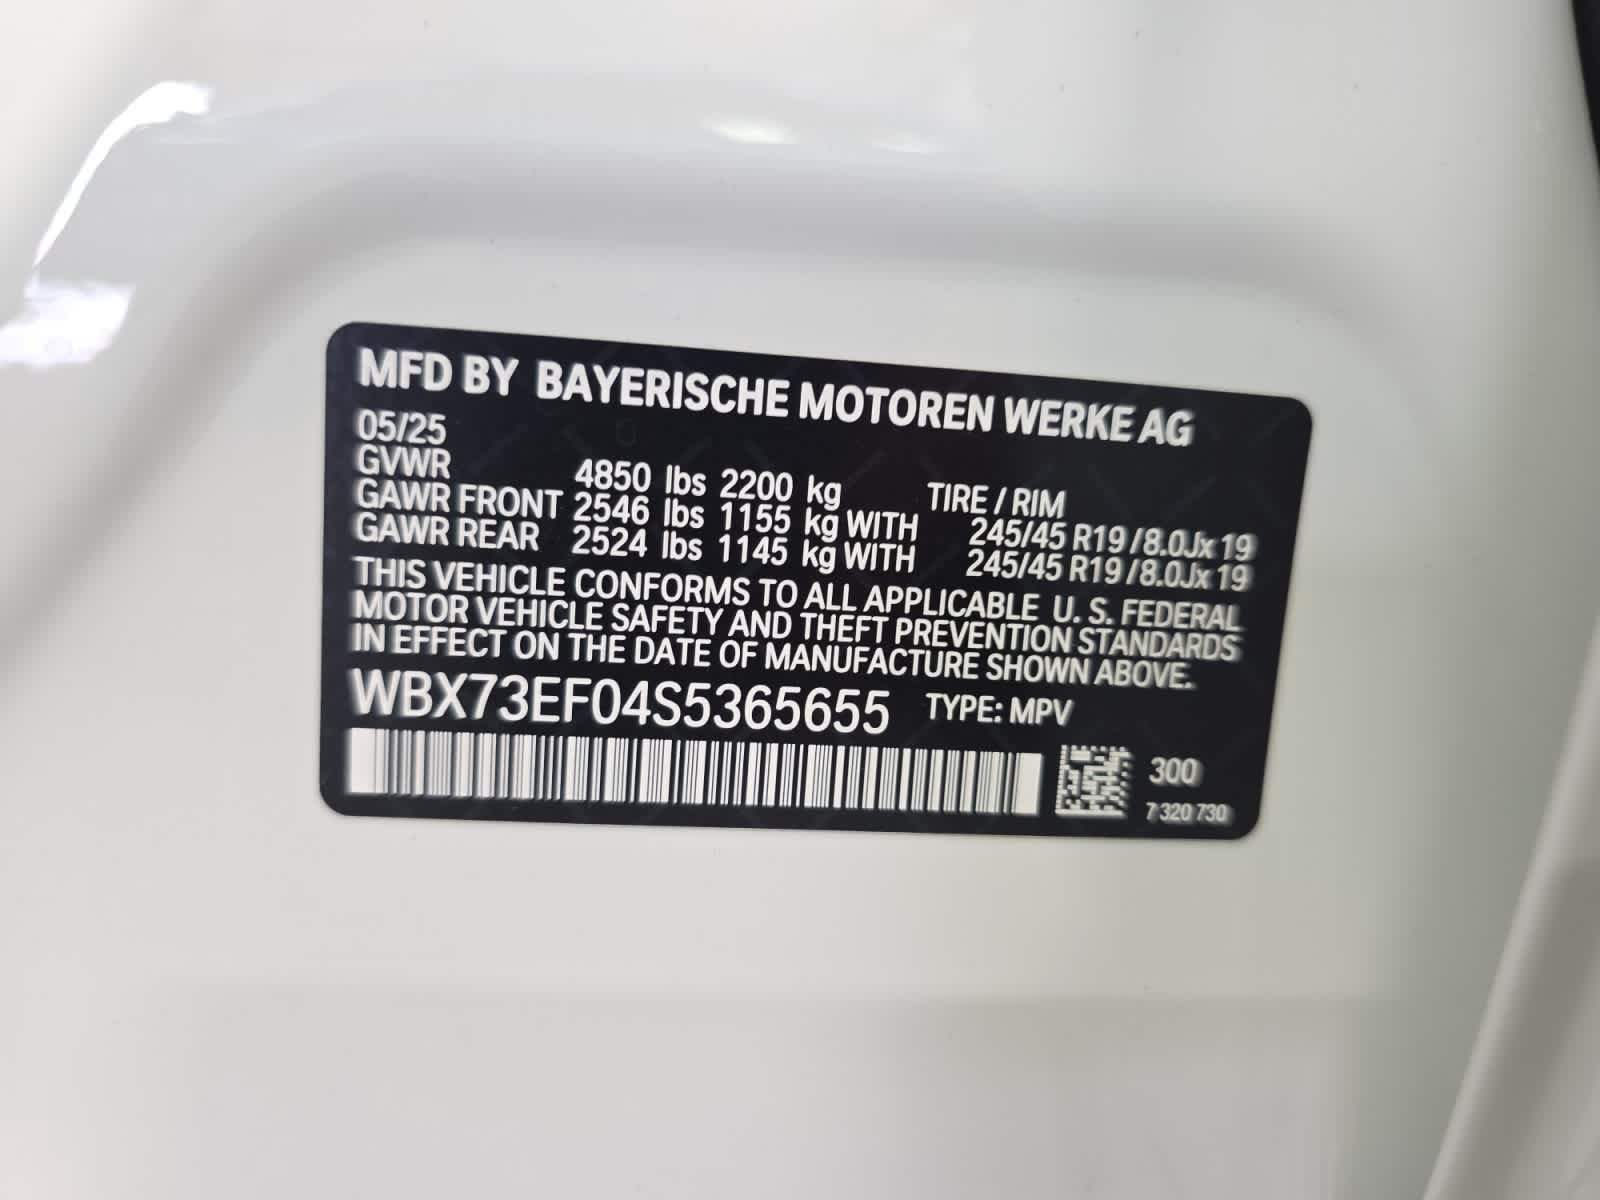 MFD BY BAYERISCHE MOTOREN WERKE AG
05/25
GVWR 4850 lbs 2200 kg TIRE / RIM
GAWR FRONT 2546 lbs 1155 kg WITH 245/45 R19 / 8.0Jx 19
GAWR REAR 2524 lbs 1145 kg WITH 245/45 R19 / 8.0Jx 19
THIS VEHICLE CONFORMS TO ALL APPLICABLE U. S. FEDERAL
MOTOR VEHICLE SAFETY AND THEFT PREVENTION STANDARDS
IN EFFECT ON THE DATE OF MANUFACTURE SHOWN ABOVE.
WBX73EF04S5365655 TYPE: MPV
300
7 320 730